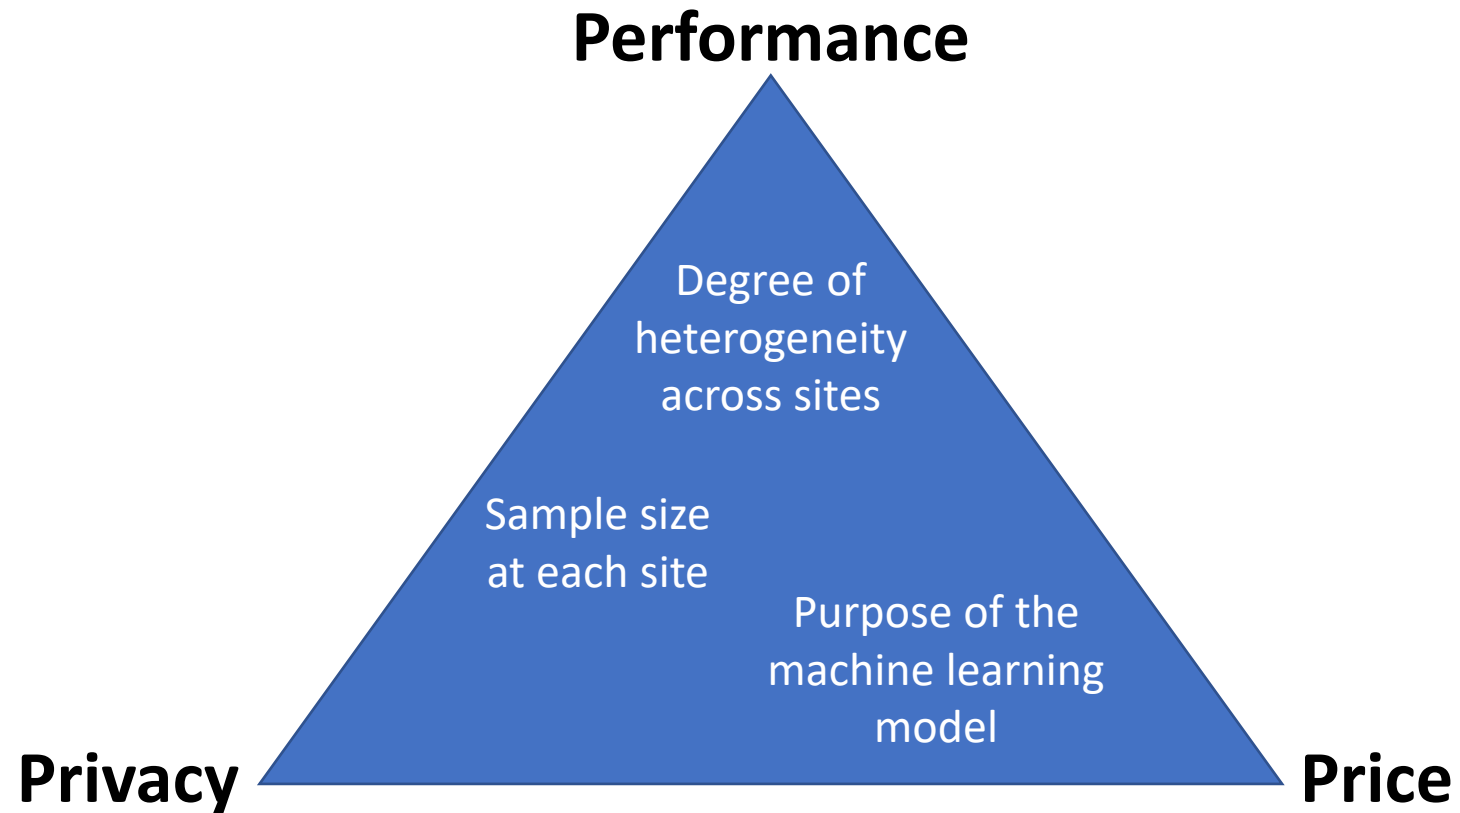 Performance
Degree of
heterogeneity
across sites
Sample size
at each site
Purpose of the
machine learning
model
Privacy
Price